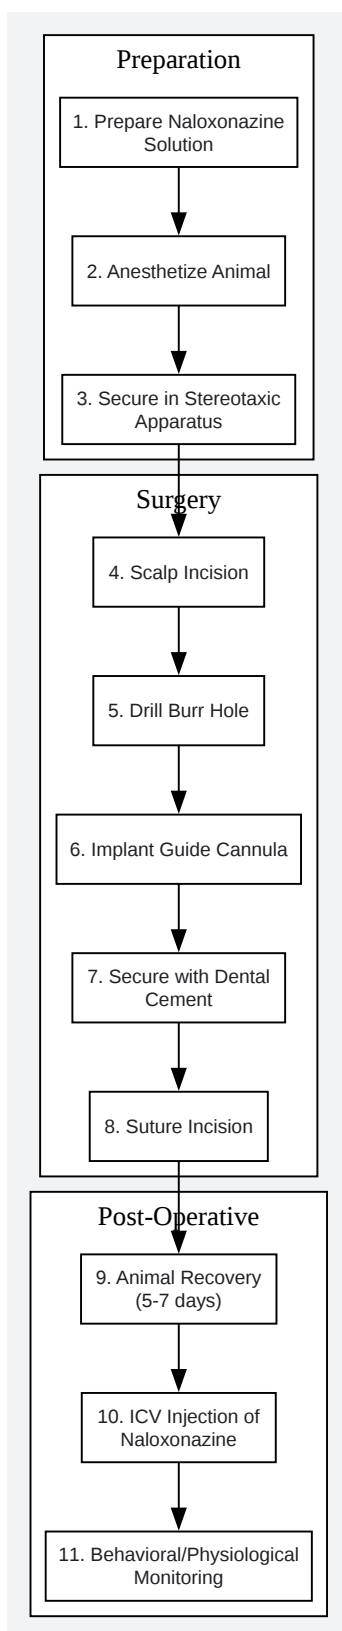 Preparation
1. Prepare Naloxonazine
Solution
2. Anesthetize Animal
3. Secure in Stereotaxic
Apparatus
Surgery
4. Scalp Incision
5. Drill Burr Hole
6. Implant Guide Cannula
7. Secure with Dental
Cement
8. Suture Incision
Post-Operative
9. Animal Recovery
(5-7 days)
10. ICV Injection of
Naloxonazine
11. Behavioral/Physiological
Monitoring